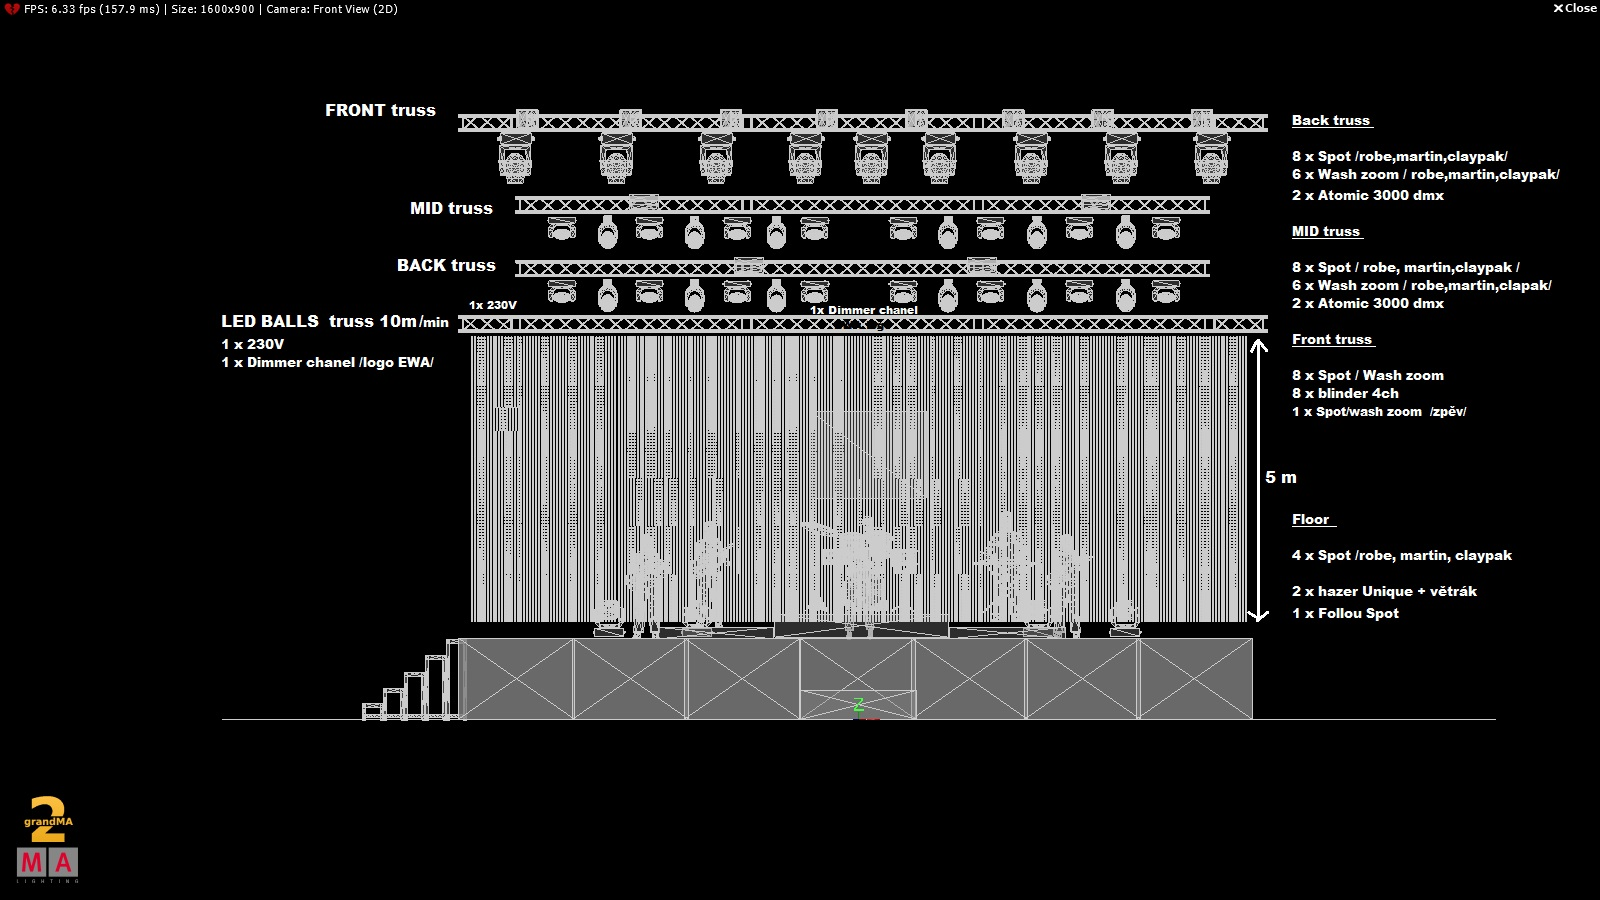 FPS: 6.33 fps (157.9 ms) | Size: 1600x900 | Camera: Front View (2D)
Close
FRONT truss
MID truss
BACK truss
1x 230V
1x Dimmer chanel
LED BALLS truss 10m/min
1 x 230V
1 x Dimmer chanel /logo EWA/
Back truss
8 x Spot /robe,martin,claypak/
6 x Wash zoom / robe,martin,claypak/
2 x Atomic 3000 dmx
MID truss
8 x Spot / robe, martin,claypak /
6 x Wash zoom / robe,martin,clapak/
2 x Atomic 3000 dmx
Front truss
8 x Spot / Wash zoom
8 x blinder 4ch
1 x Spot/wash zoom /zpěv/
5 m
Floor
4 x Spot /robe, martin, claypak
2 x hazer Unique + větrák
1 x Follou Spot
Z
2
grandMA
MA
LIGHTING